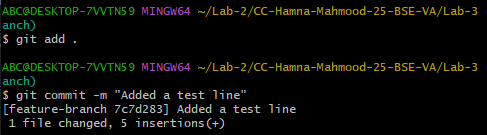 ABC@DESKTOP-7VVTN59 MINGW64 ~/Lab-2/CC-Hamna-Mahmood-25-BSE-VA/Lab-3
anch)
$ git add .
ABC@DESKTOP-7VVTN59 MINGW64 ~/Lab-2/CC-Hamna-Mahmood-25-BSE-VA/Lab-3
anch)
$ git commit -m "Added a test line"
[feature-branch 7c7d283] Added a test line
1 file changed, 5 insertions(+)